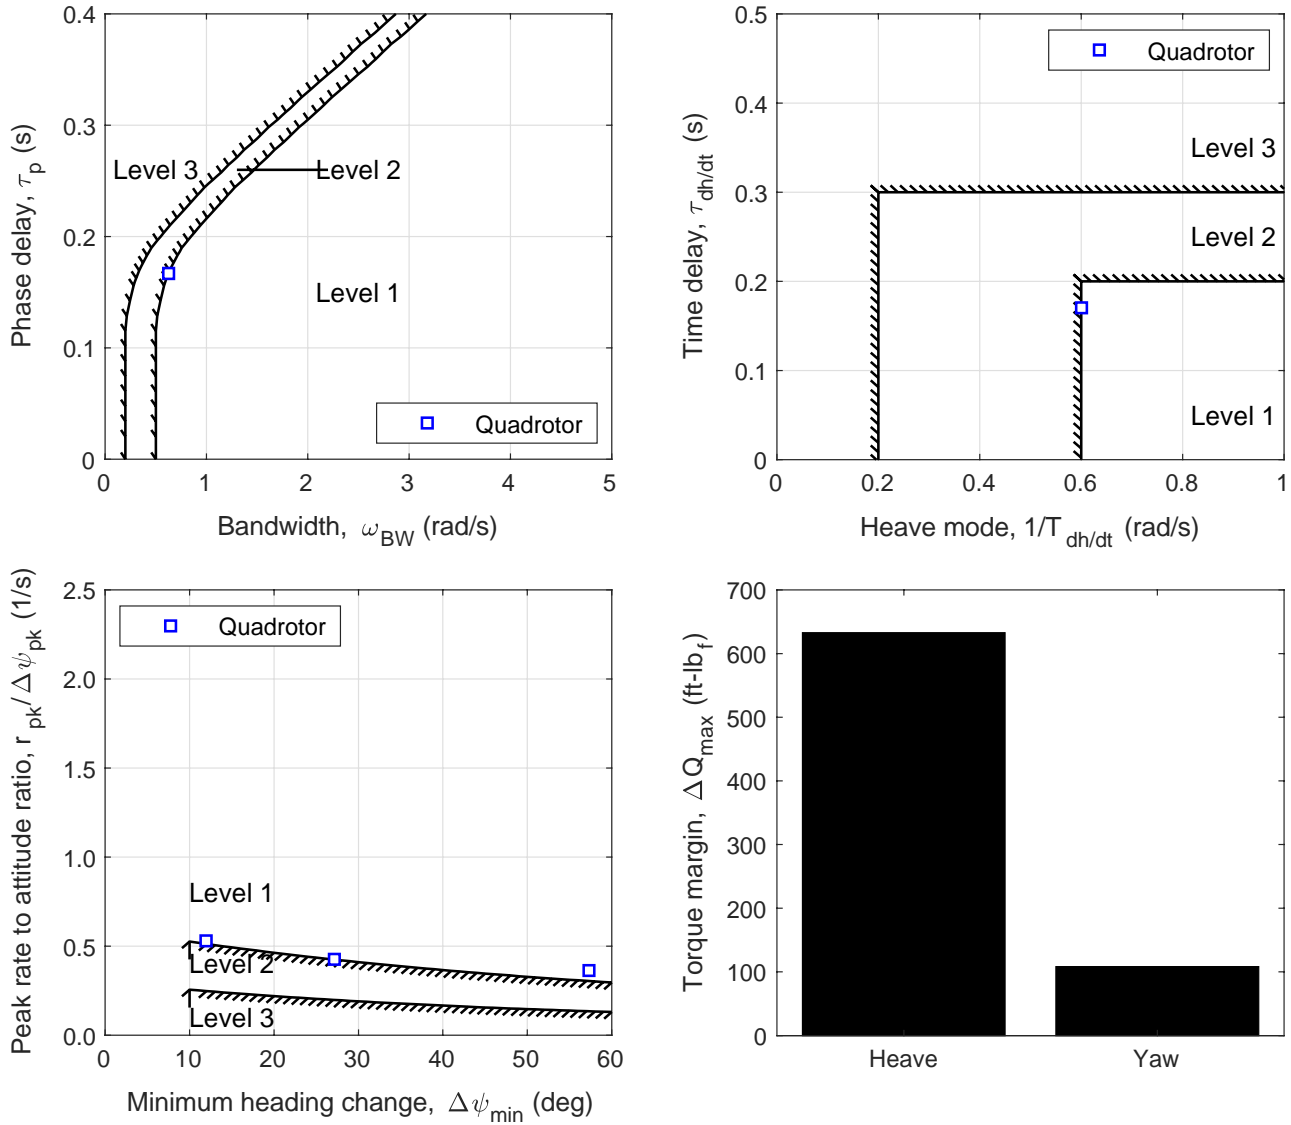 0.4
0.3
0.2
0.1
0
Phase delay, τp (s)
Level 3
Level 2
Level 1
Quadrotor
0 1 2 3 4 5
Bandwidth, ωBW (rad/s)
0.5
0.4
0.3
0.2
0.1
0
Time delay, τdh/dt (s)
Quadrotor
Level 3
Level 2
Level 1
0 0.2 0.4 0.6 0.8 1
Heave mode, 1/Tdh/dt (rad/s)
2.5
2.0
1.5
1.0
0.5
0.0
Peak rate to attitude ratio, rpk/Δψpk (1/s)
Quadrotor
Level 1
Level 2
Level 3
0 10 20 30 40 50 60
Minimum heading change, Δψmin (deg)
700
600
500
400
300
200
100
0
Torque margin, ΔQmax (ft-lbf)
Heave Yaw